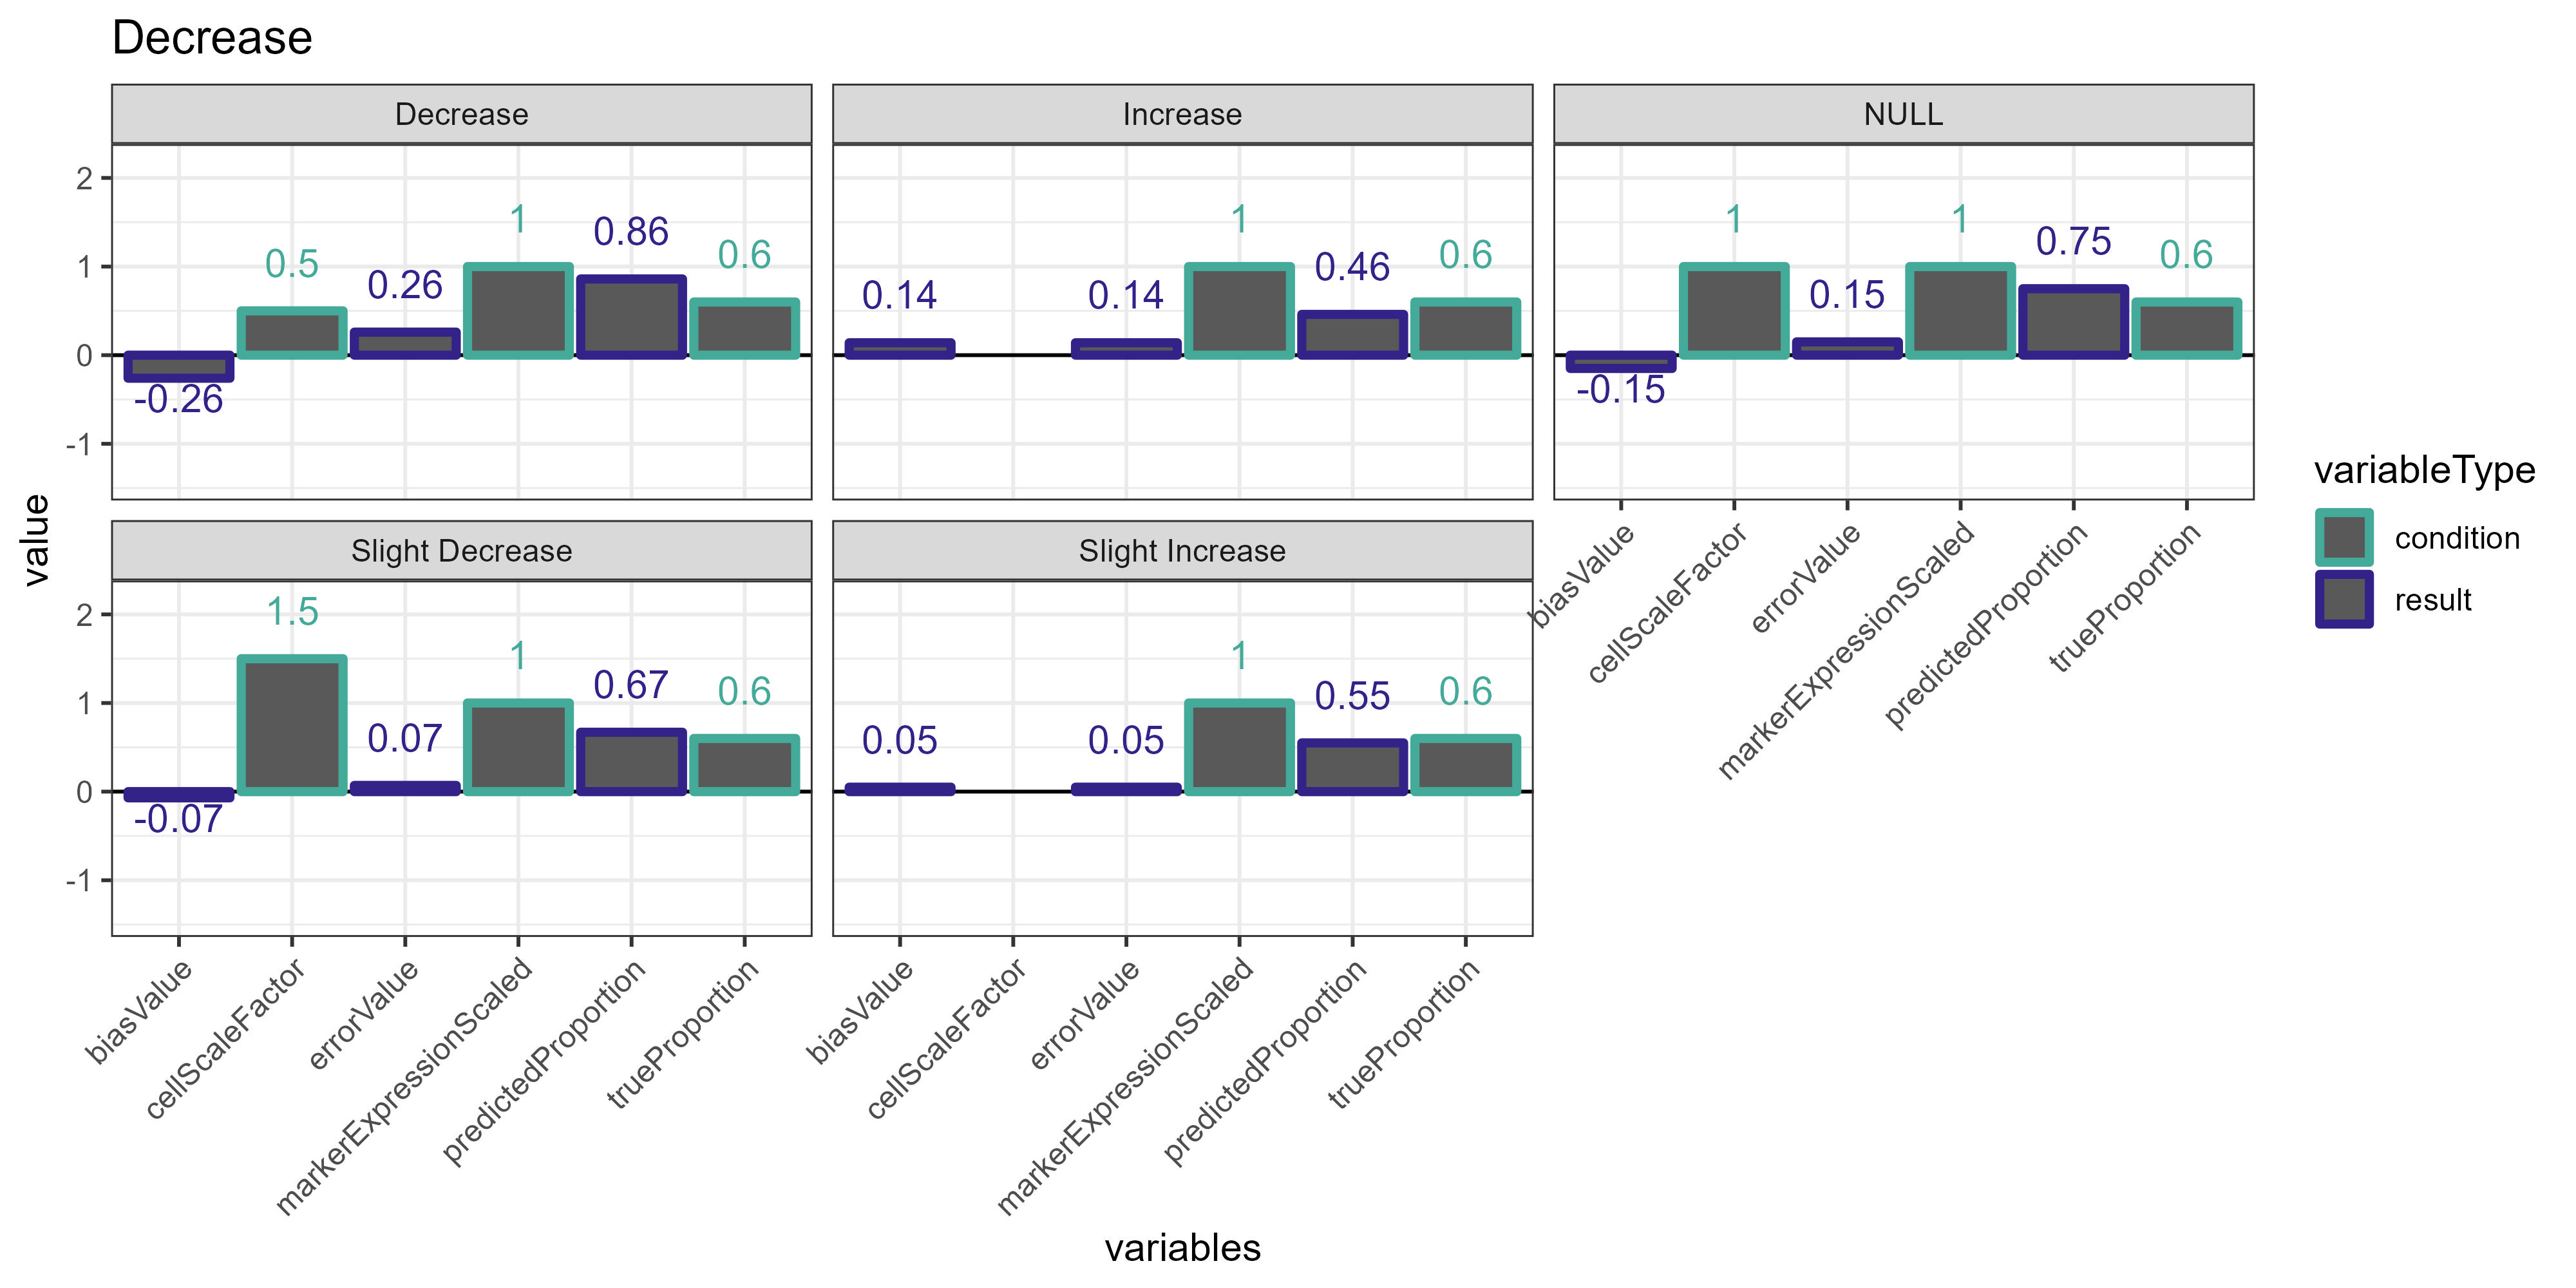 Decrease
Decrease
Increase
NULL
2
1
0
-1
-0.26
0.5
0.26
1
0.86
0.6
0.14
0.14
1
0.46
0.6
-0.15
1
0.15
1
0.75
0.6
biasValue
cellScaleFactor
errorValue
markerExpressionScaled
predictedProportion
trueProportion
Slight Decrease
Slight Increase
2
1
0
-1
-0.07
1.5
0.07
1
0.67
0.6
0.05
0.05
1
0.55
0.6
biasValue
cellScaleFactor
errorValue
markerExpressionScaled
predictedProportion
trueProportion
biasValue
cellScaleFactor
errorValue
markerExpressionScaled
predictedProportion
trueProportion
value
variables
variableType
condition
result